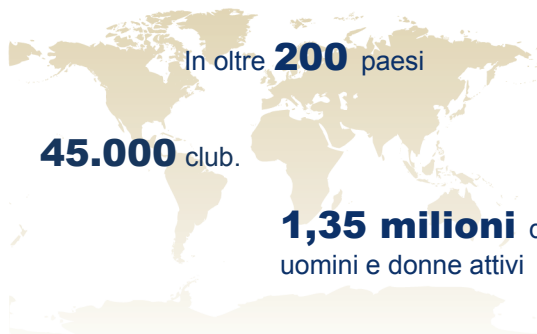 In oltre 200 paesi
45.000 club.
1,35 milioni
uomini e donne attivi